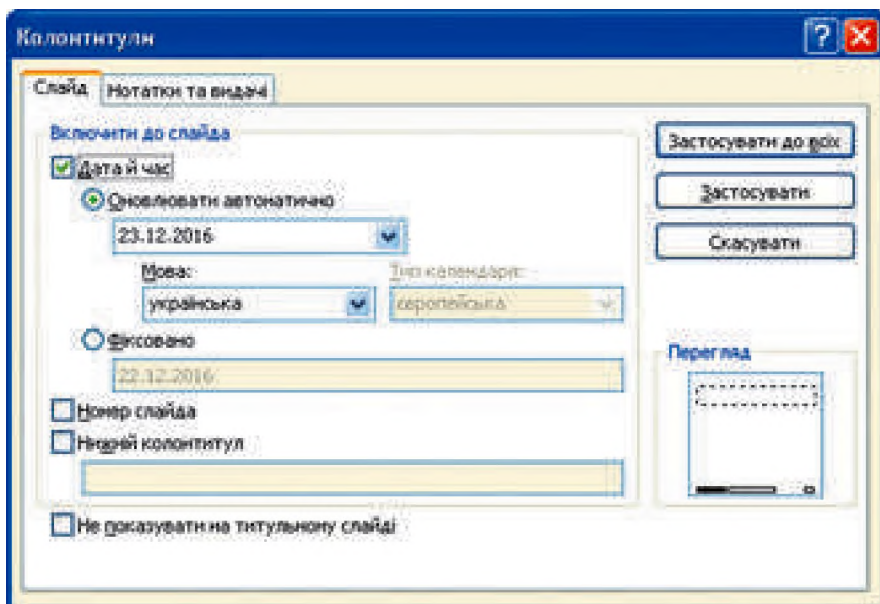 Колонтитули
Слайд
Нотатки та видачі
Включити до слайда
Дата й час
Оновлювати автоматично
23.12.2016
Мова:
Тип календаря:
українська
європейська
Фіксовано
22.12.2016
Номер слайда
Нижній колонтитул
Не показувати на титульному слайді
Застосувати до всіх
Застосувати
Скасувати
Перегляд